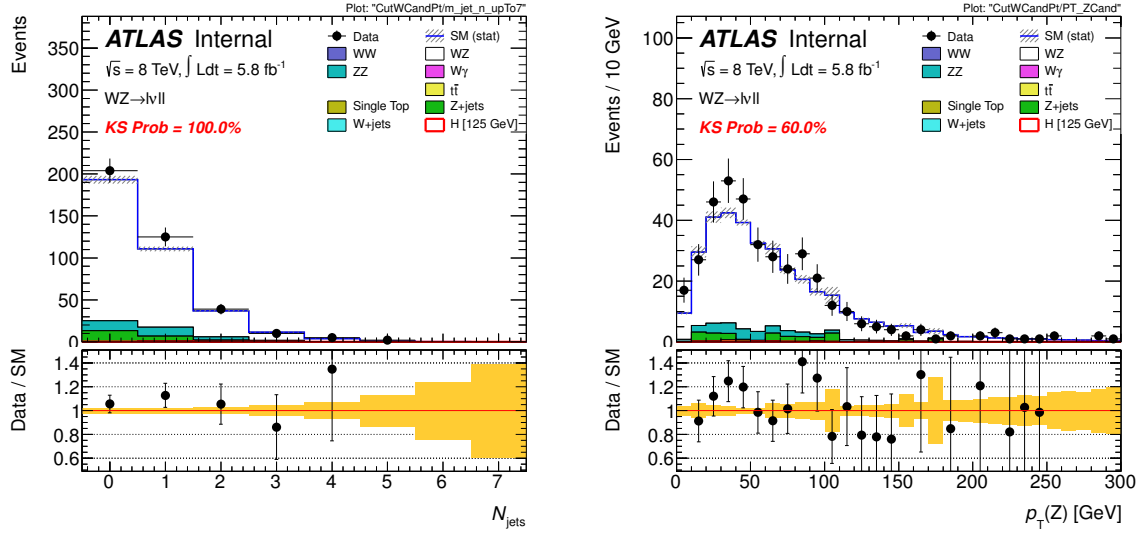 Plot: "CutWCandPt/m_jet_n_upTo7"
Events
350
300
250
200
150
100
50
0
ATLAS Internal
√s = 8 TeV, ∫ Ldt = 5.8 fb⁻¹
WZ→lνll
KS Prob = 100.0%
Data
SM (stat)
WW
WZ
ZZ
Wγ
tt̄
Single Top
Z+jets
W+jets
H [125 GeV]
Data / SM
1.4
1.2
1
0.8
0.6
0 1 2 3 4 5 6 7
N_jets
Plot: "CutWCandPt/PT_ZCand"
Events / 10 GeV
100
80
60
40
20
0
ATLAS Internal
√s = 8 TeV, ∫ Ldt = 5.8 fb⁻¹
WZ→lνll
KS Prob = 60.0%
Data
SM (stat)
WW
WZ
ZZ
Wγ
tt̄
Single Top
Z+jets
W+jets
H [125 GeV]
Data / SM
1.4
1.2
1
0.8
0.6
0 50 100 150 200 250 300
p_T(Z) [GeV]